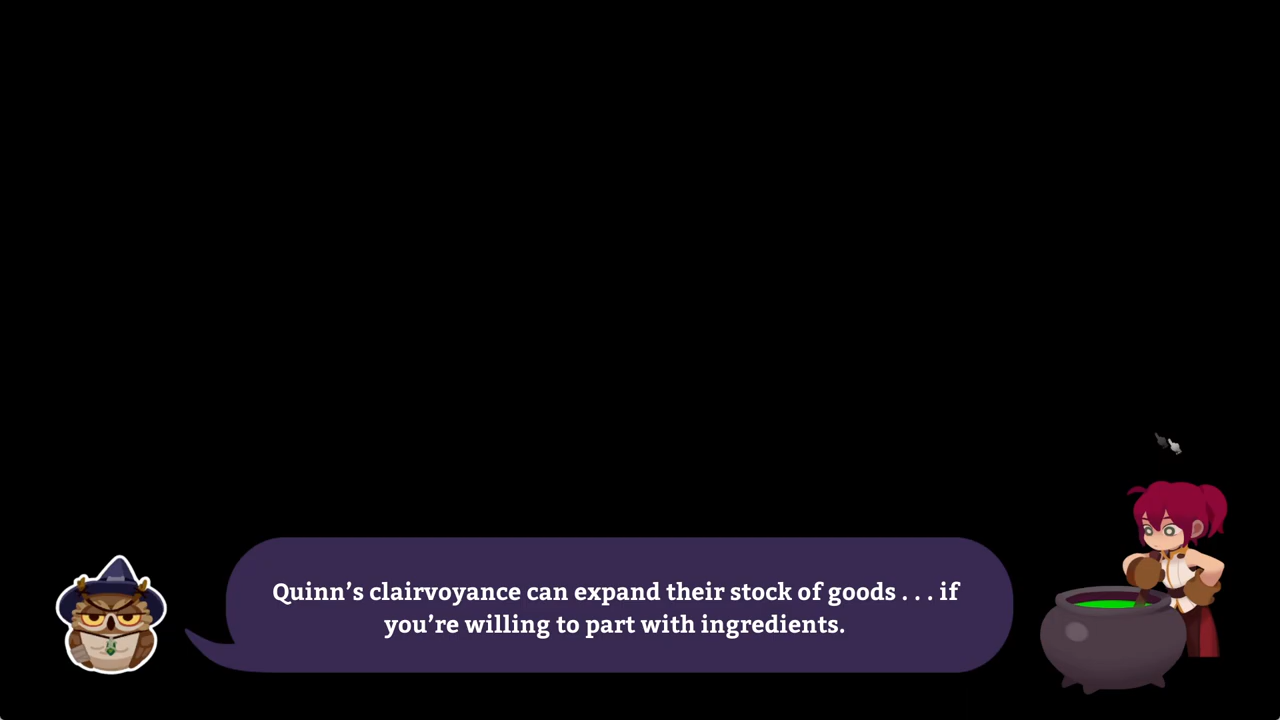 Quinn’s clairvoyance can expand their stock of goods . . . if
you’re willing to part with ingredients.